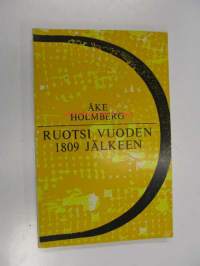 ÅKE
HOLMBERG
RUOTSI VUODEN
1809 JÄLKEEN